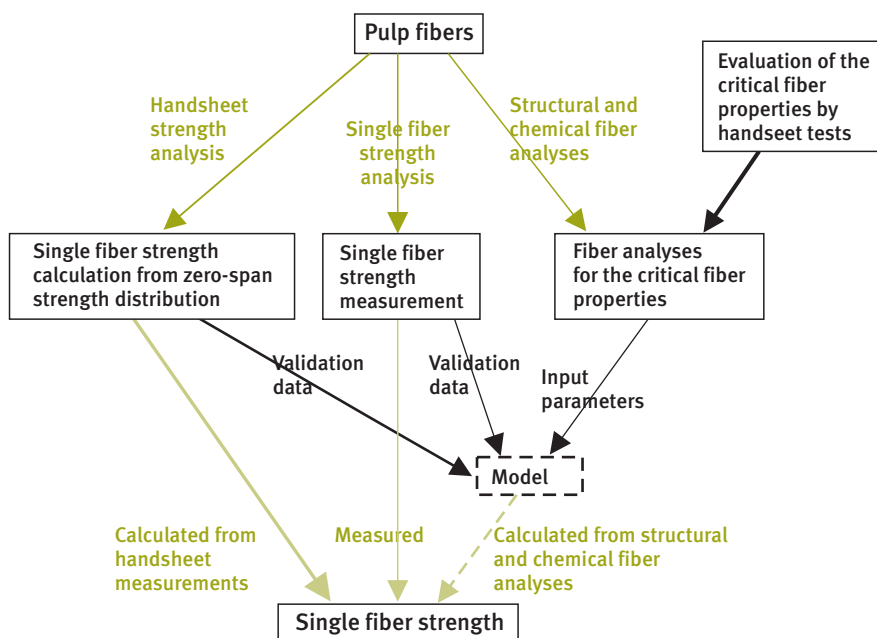 Pulp fibers
Evaluation of the
critical fiber
properties by
handseet tests
Handsheet
strength
analysis
Single fiber
strength
analysis
Structural and
chemical fiber
analyses
Single fiber strength
calculation from zero-span
strength distribution
Single fiber
strength
measurement
Fiber analyses
for the critical fiber
properties
Validation
data
Validation
data
Input
parameters
Model
Calculated from
handsheet
measurements
Measured
Calculated from structural
and chemical fiber
analyses
Single fiber strength